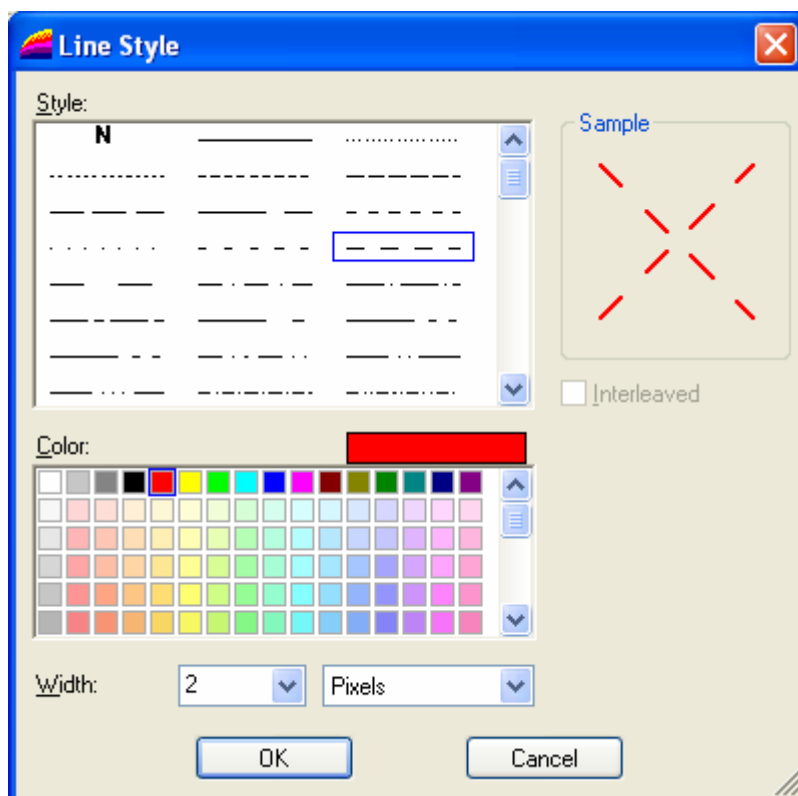 Line Style
Style:
Sample
N
Interleaved
Color:
Width:
2
Pixels
OK
Cancel